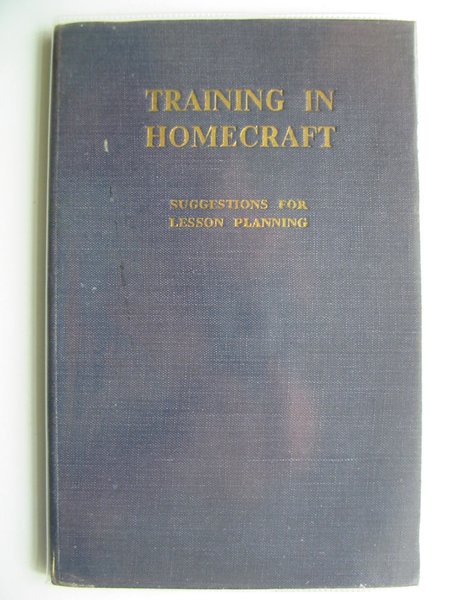 TRAINING IN
HOMECRAFT
SUGGESTIONS FOR
LESSON PLANNING